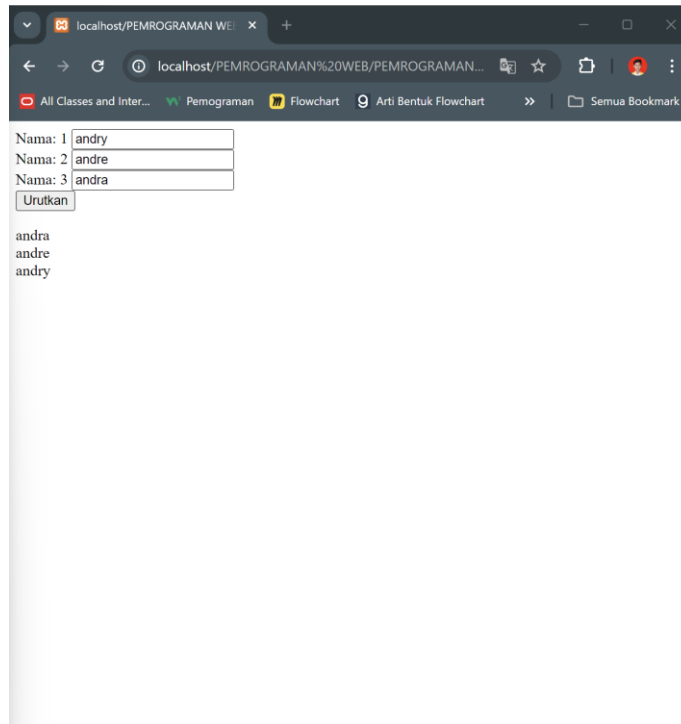 localhost/PEMROGRAMAN WE
localhost/PEMROGRAMAN%20WEB/PEMROGRAMAN...
All Classes and Inter... Pemograman Flowchart Arti Bentuk Flowchart » Semua Bookmark
Nama: 1 andry
Nama: 2 andre
Nama: 3 andra
Urutkan
andra
andre
andry